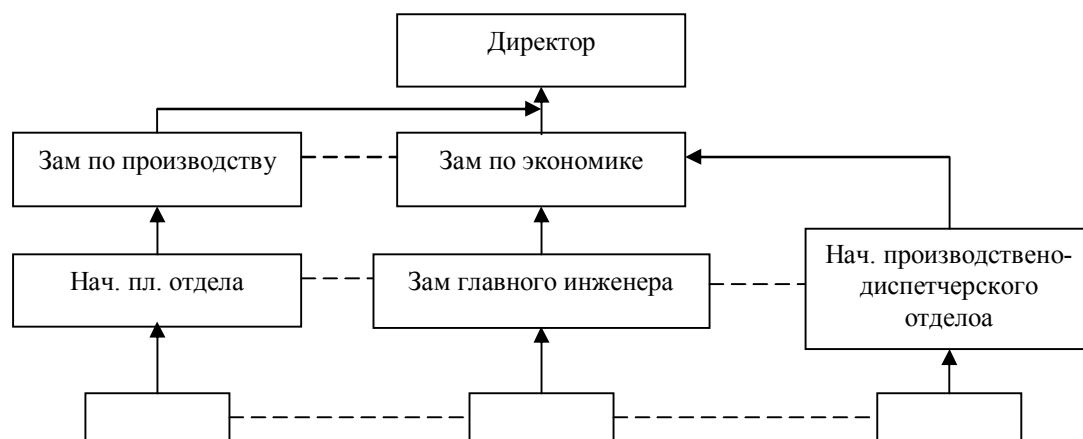 Директор
Зам по производству
Зам по экономике
Нач. пл. отдела
Зам главного инженера
Нач. производствено-
диспетчерского
отделоа